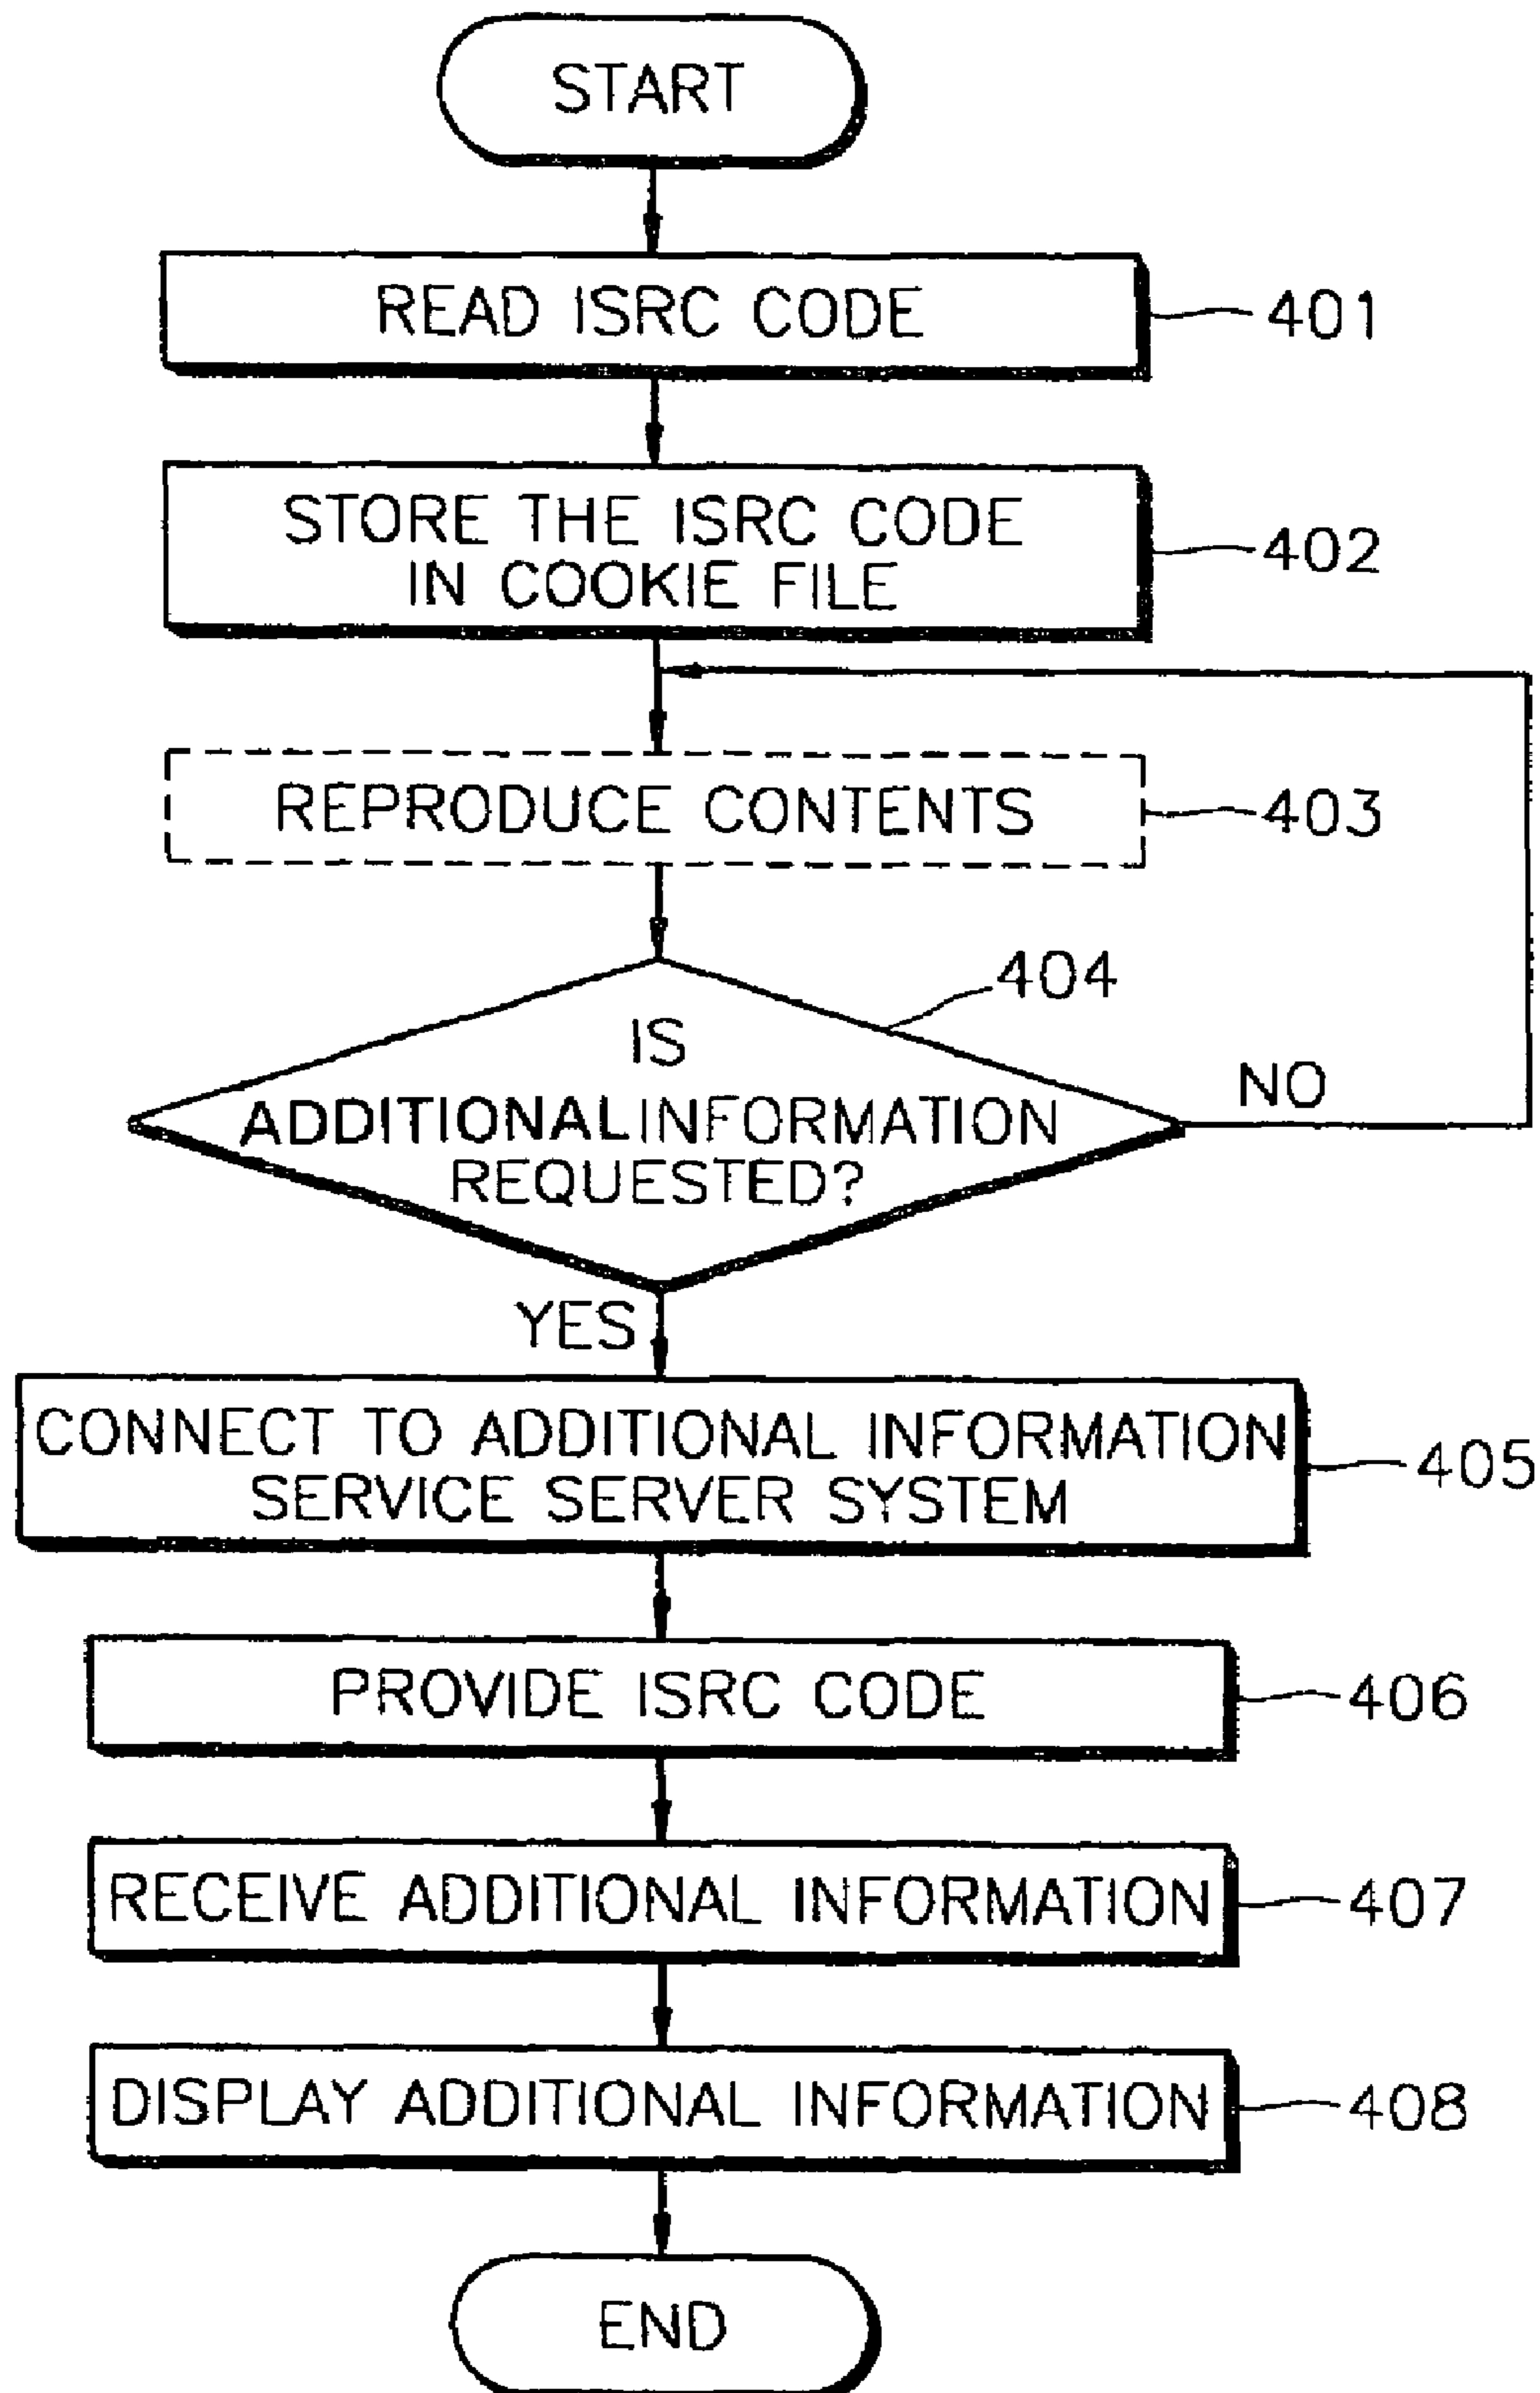 START
READ ISRC CODE
401
STORE THE ISRC CODE
IN COOKIE FILE
402
REPRODUCE CONTENTS
403
404
IS
ADDITIONAL INFORMATION
REQUESTED?
NO
YES
CONNECT TO ADDITIONAL INFORMATION
SERVICE SERVER SYSTEM
405
PROVIDE ISRC CODE
406
RECEIVE ADDITIONAL INFORMATION
407
DISPLAY ADDITIONAL INFORMATION
408
END